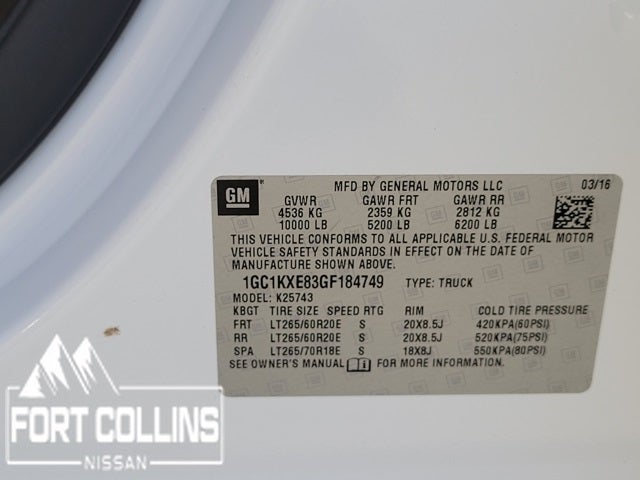 GM
MFD BY GENERAL MOTORS LLC
03/16
GVWR GAWR FRT GAWR RR
4536 KG 2359 KG 2812 KG
10000 LB 5200 LB 6200 LB
THIS VEHICLE CONFORMS TO ALL APPLICABLE U.S. FEDERAL MOTOR
VEHICLE SAFETY STANDARDS IN EFFECT ON THE DATE OF
MANUFACTURE SHOWN ABOVE.
1GC1KXE83GF184749 TYPE: TRUCK
MODEL: K25743
KBGT TIRE SIZE SPEED RTG RIM COLD TIRE PRESSURE
FRT LT265/60R20E S 20X8.5J 420KPA(60PSI)
RR LT265/60R20E S 20X8.5J 520KPA(75PSI)
SPA LT265/70R18E S 18X8J 550KPA(80PSI)
SEE OWNER'S MANUAL FOR MORE INFORMATION.
FORT COLLINS
NISSAN